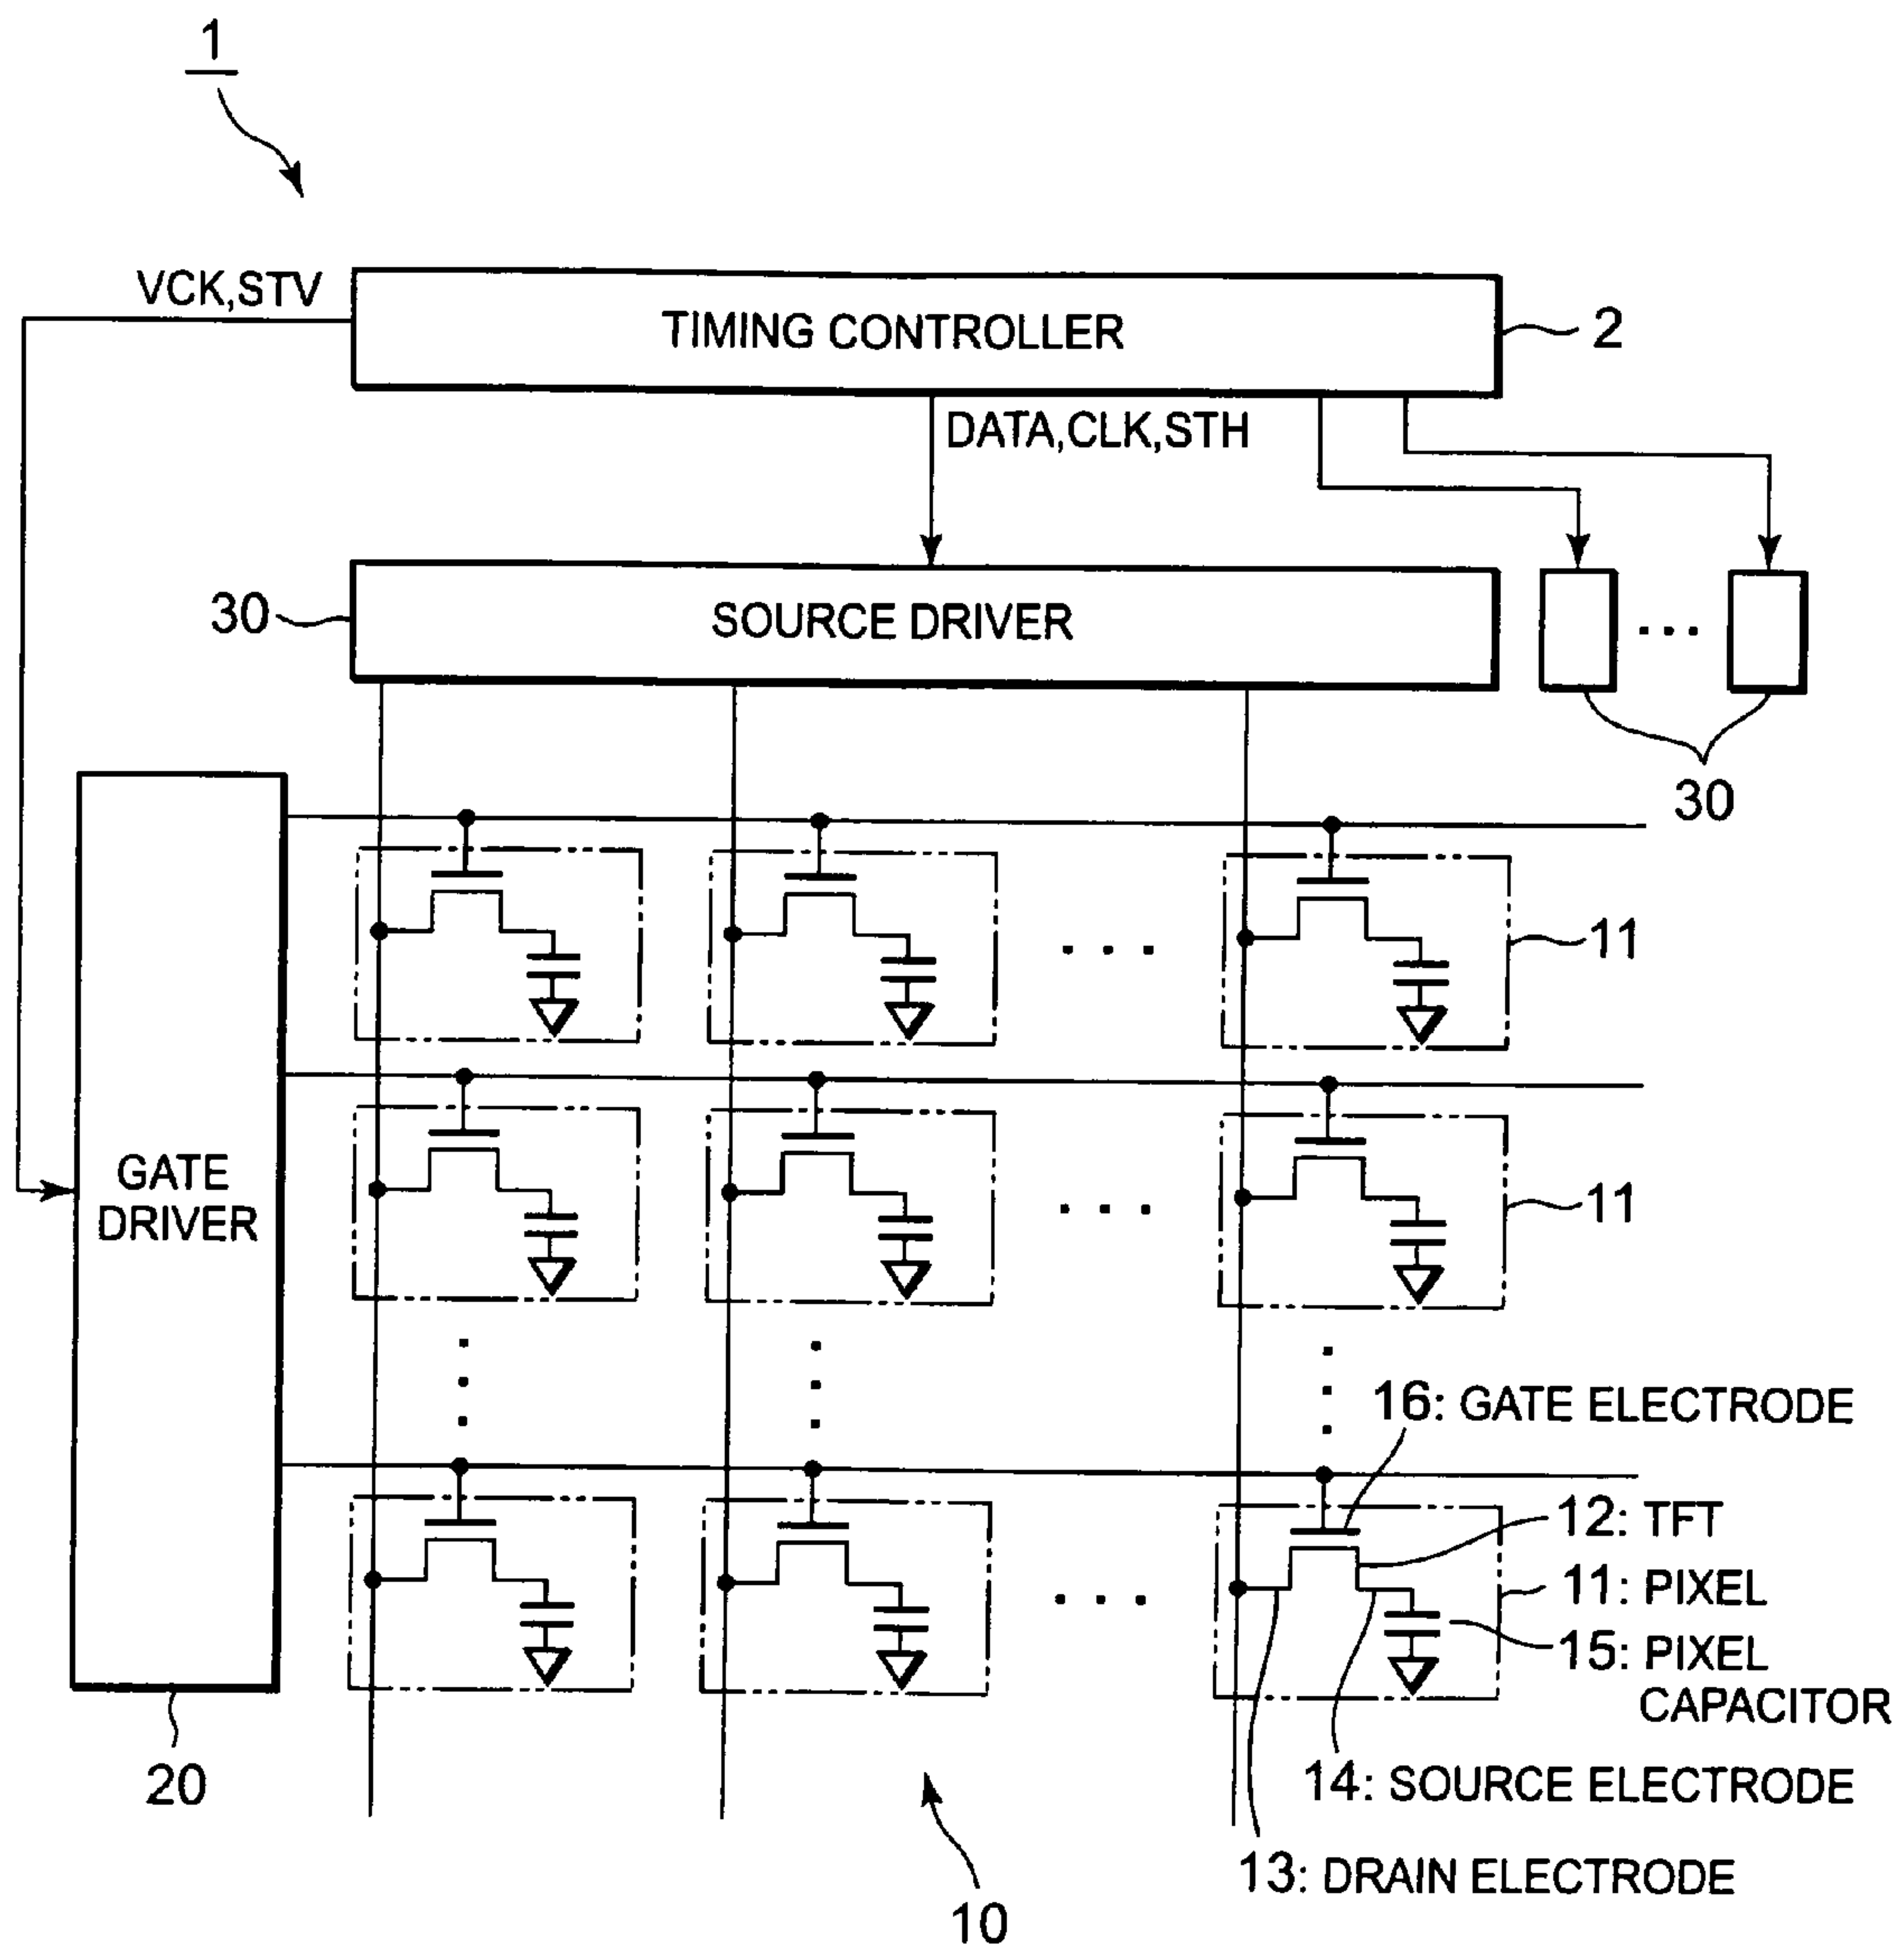 1
VCK,STV
TIMING CONTROLLER
2
DATA,CLK,STH
30
SOURCE DRIVER
30
11
GATE
DRIVER
11
16: GATE ELECTRODE
12: TFT
11: PIXEL
15: PIXEL
CAPACITOR
20
14: SOURCE ELECTRODE
13: DRAIN ELECTRODE
10